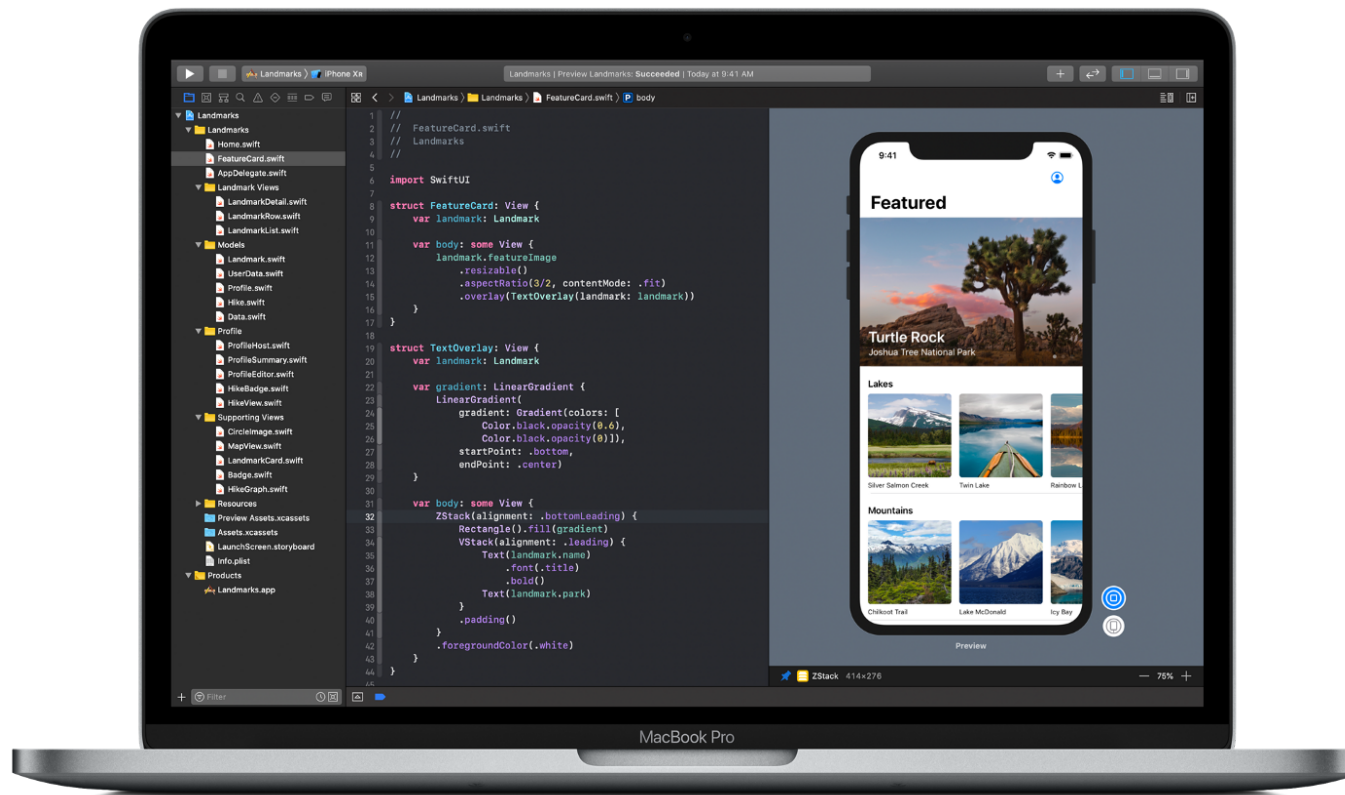 Landmarks 〉 iPhone XR
Landmarks | Preview Landmarks: Succeeded | Today at 9:41 AM
Landmarks
Landmarks
Home.swift
FeatureCard.swift
AppDelegate.swift
Landmark Views
LandmarkDetail.swift
LandmarkRow.swift
LandmarkList.swift
Models
Landmark.swift
UserData.swift
Profile.swift
Hike.swift
Data.swift
Profile
ProfileHost.swift
ProfileSummary.swift
ProfileEditor.swift
HikeBadge.swift
HikeView.swift
Supporting Views
CircleImage.swift
MapView.swift
LandmarkCard.swift
Badge.swift
HikeGraph.swift
Resources
Preview Assets.xcassets
Assets.xcassets
LaunchScreen.storyboard
Info.plist
Products
Landmarks.app
Filter
Landmarks 〉 Landmarks 〉 FeatureCard.swift 〉 P body
1 //
2 //  FeatureCard.swift
3 //  Landmarks
4 //
5
6 import SwiftUI
7
8 struct FeatureCard: View {
9     var landmark: Landmark
10
11     var body: some View {
12         landmark.featureImage
13             .resizable()
14             .aspectRatio(3/2, contentMode: .fit)
15             .overlay(TextOverlay(landmark: landmark))
16     }
17 }
18
19 struct TextOverlay: View {
20     var landmark: Landmark
21
22     var gradient: LinearGradient {
23         LinearGradient(
24             gradient: Gradient(colors: [
25                 Color.black.opacity(0.6),
26                 Color.black.opacity(0)]),
27             startPoint: .bottom,
28             endPoint: .center)
29     }
30
31     var body: some View {
32         ZStack(alignment: .bottomLeading) {
33             Rectangle().fill(gradient)
34             VStack(alignment: .leading) {
35                 Text(landmark.name)
36                     .font(.title)
37                     .bold()
38                 Text(landmark.park)
39             }
40             .padding()
41         }
42         .foregroundColor(.white)
43     }
44 }
45
9:41
Featured
Turtle Rock
Joshua Tree National Park
Lakes
Silver Salmon Creek
Twin Lake
Rainbow L
Mountains
Chilkoot Trail
Lake McDonald
Icy Bay
Preview
ZStack 414×276
75%
MacBook Pro